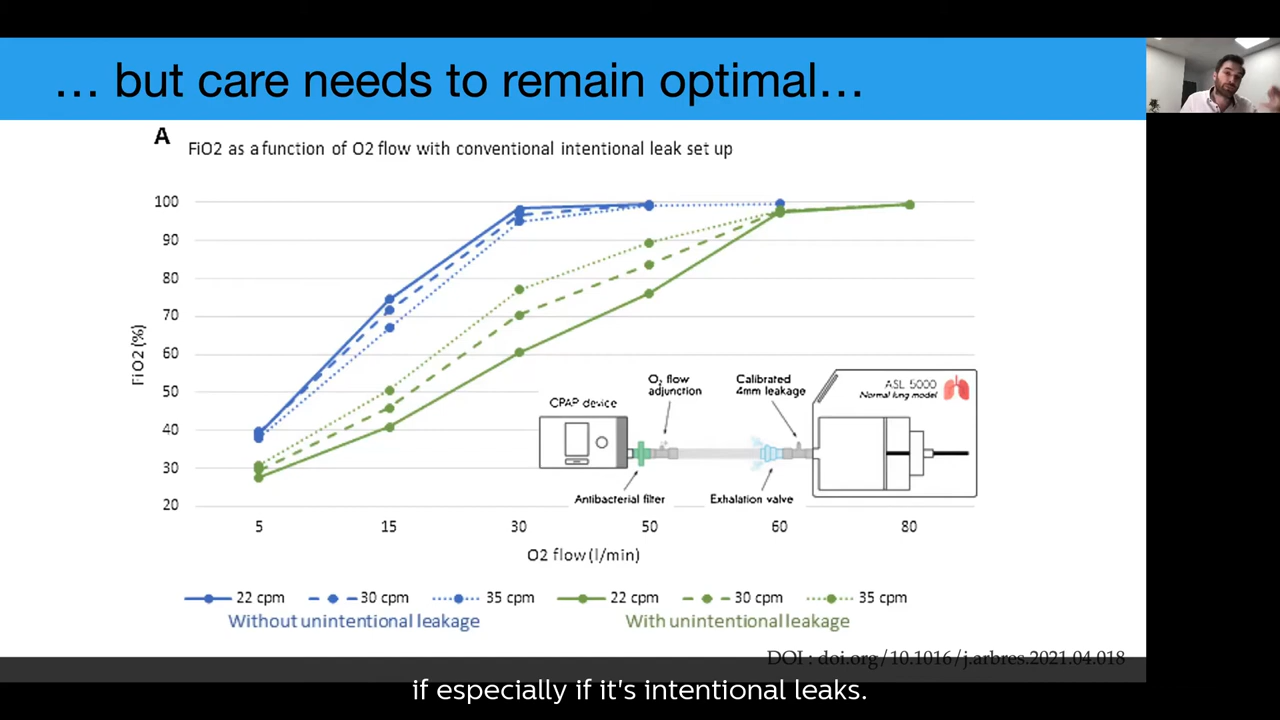 … but care needs to remain optimal…
A
FiO2 as a function of O2 flow with conventional intentional leak set up
100
90
80
70
60
50
40
30
20
FiO2 (%)
5 15 30 50 60 80
O2 flow (l/min)
CPAP device
O₂ flow
adjunction
Calibrated
4mm leakage
ASL 5000
Normal lung model
Antibacterial filter
Exhalation valve
22 cpm 30 cpm 35 cpm 22 cpm 30 cpm 35 cpm
Without unintentional leakage With unintentional leakage
DOI : doi.org/10.1016/j.arbres.2021.04.018
if especially if it's intentional leaks.